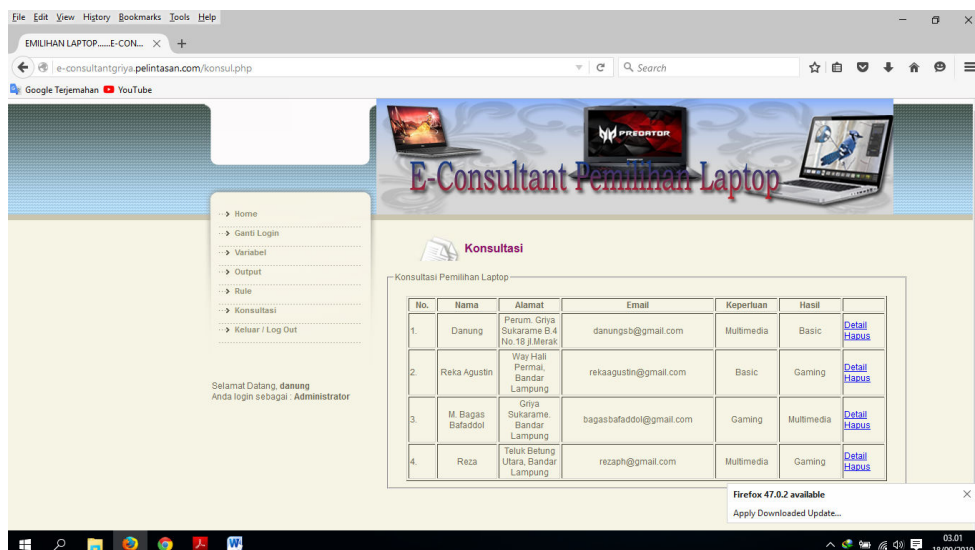 File Edit View History Bookmarks Tools Help
EMILIHAN LAPTOP......E-CON...
e-consultantgriya.pelintasan.com/konsul.php
Search
Google Terjemahan YouTube
PREDATOR
E-Consultant Pemilihan Laptop
Home
Ganti Login
Variabel
Output
Rule
Konsultasi
Keluar / Log Out
Selamat Datang, danung
Anda login sebagai : Administrator
Konsultasi
Konsultasi Pemilihan Laptop
No. Nama Alamat Email Keperluan Hasil
1. Danung Perum. Griya Sukarame B.4 No.18 jl.Merak danungsb@gmail.com Multimedia Basic Detail Hapus
2. Reka Agustin Way Hali Permai, Bandar Lampung rekaagustin@gmail.com Basic Gaming Detail Hapus
3. M. Bagas Bafaddol Griya Sukarame. Bandar Lampung bagasbafaddol@gmail.com Gaming Multimedia Detail Hapus
4. Reza Teluk Betung Utara, Bandar Lampung rezaph@gmail.com Multimedia Gaming Detail Hapus
Firefox 47.0.2 available
Apply Downloaded Update...
03.01